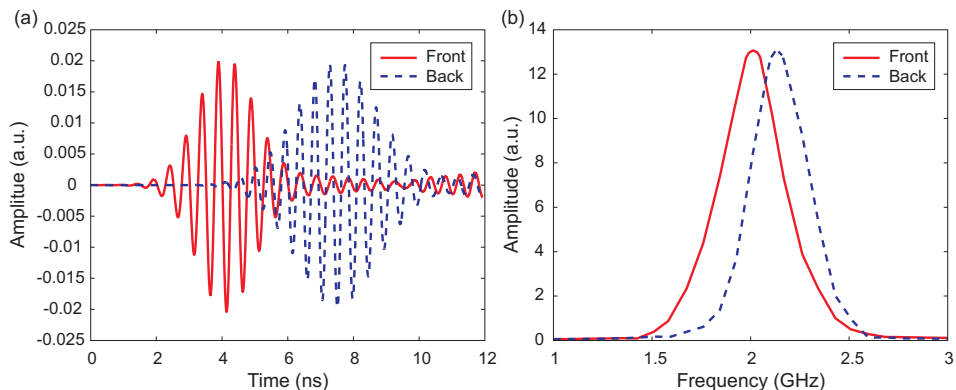 (a)
0.025
0.02
0.015
0.01
0.005
0
-0.005
-0.01
-0.015
-0.02
-0.025
Amplitue (a.u.)
0 2 4 6 8 10 12
Time (ns)
Front
Back
(b)
14
12
10
8
6
4
2
0
Amplitude (a.u.)
1 1.5 2 2.5 3
Frequency (GHz)
Front
Back